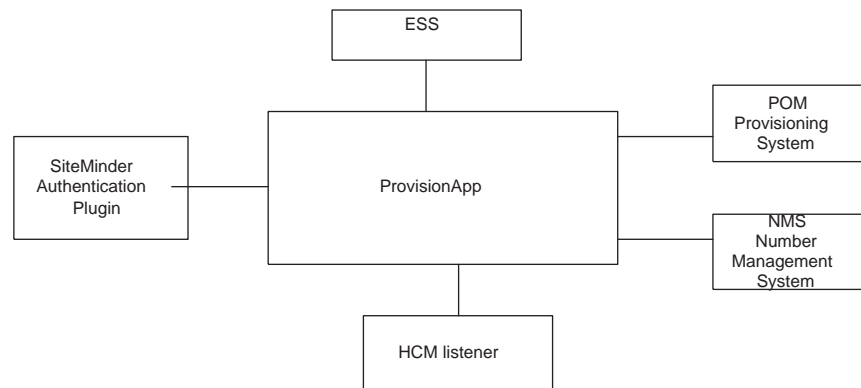 ESS
POM
Provisioning
System
SiteMinder
Authentication
Plugin
ProvisionApp
NMS
Number
Management
System
HCM listener